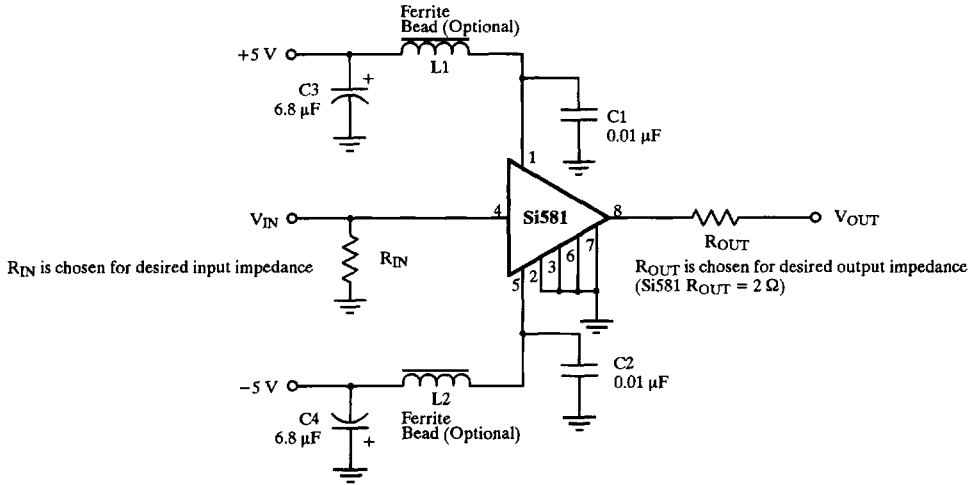 Ferrite
Bead (Optional)
+5 V
L1
C3
+
6.8 µF
C1
0.01 µF
1
VIN
4
Si581
8
VOUT
RIN
ROUT
RIN is chosen for desired input impedance
ROUT is chosen for desired output impedance
(Si581 ROUT = 2 Ω)
5
2
3
6
7
C2
0.01 µF
−5 V
L2
C4
6.8 µF
+
Ferrite
Bead (Optional)